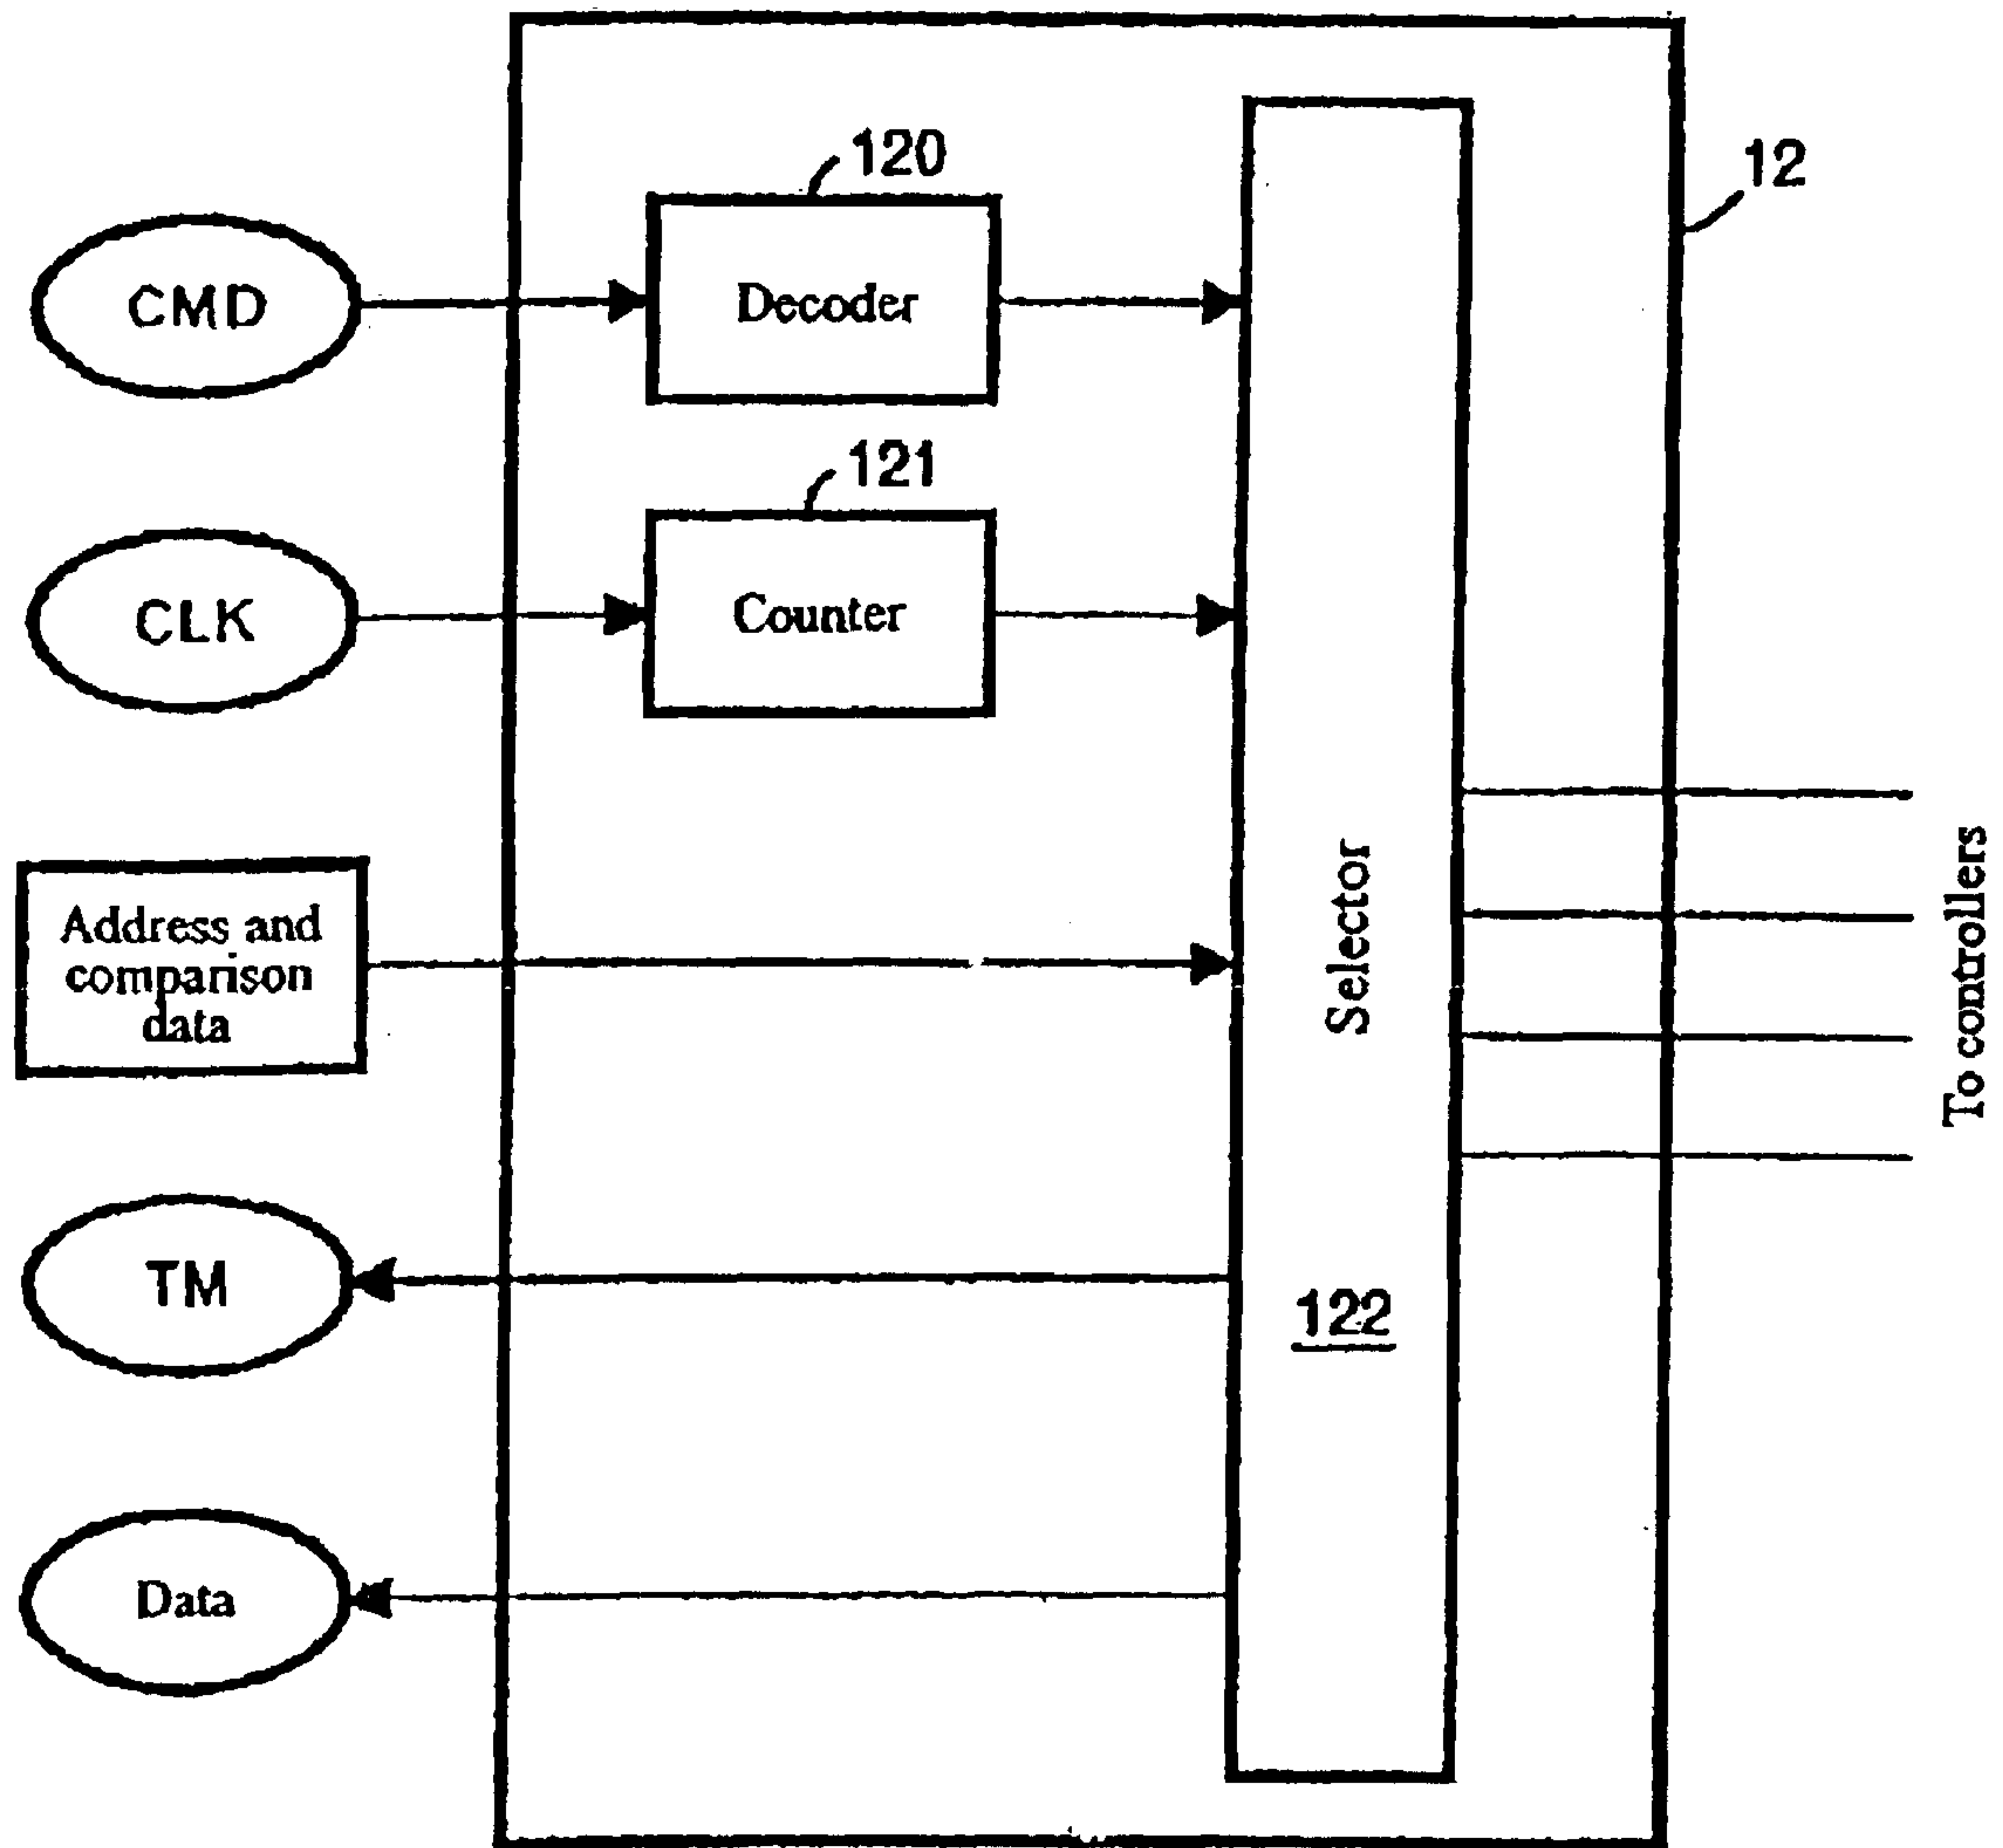 120
12
CMD
Decoder
121
CLK
Counter
Address and
comparison
data
Selector
To controllers
TM
122
Data